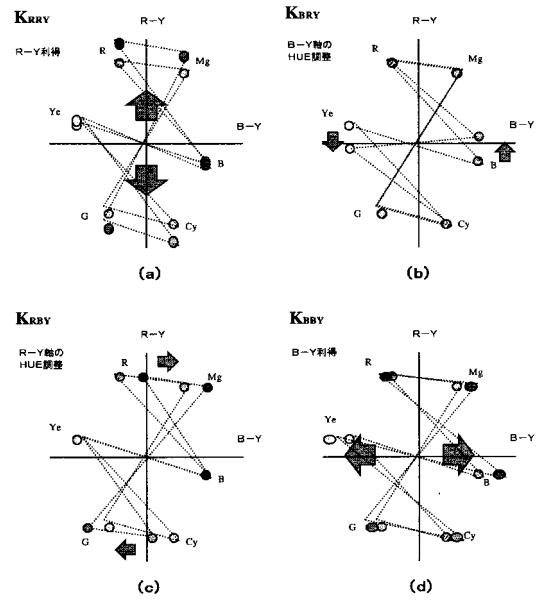 KRRY
R－Y
R－Y利得
R
Mg
Ye
B－Y
B
G
Cy
(a)
KBRY
R－Y
B－Y軸の
HUE調整
R
Mg
Ye
B－Y
B
G
Cy
(b)
KRBY
R－Y
R－Y軸の
HUE調整
R
Mg
Ye
B－Y
B
G
Cy
(c)
KBBY
R－Y
B－Y利得
R
Mg
Ye
B－Y
B
G
Cy
(d)